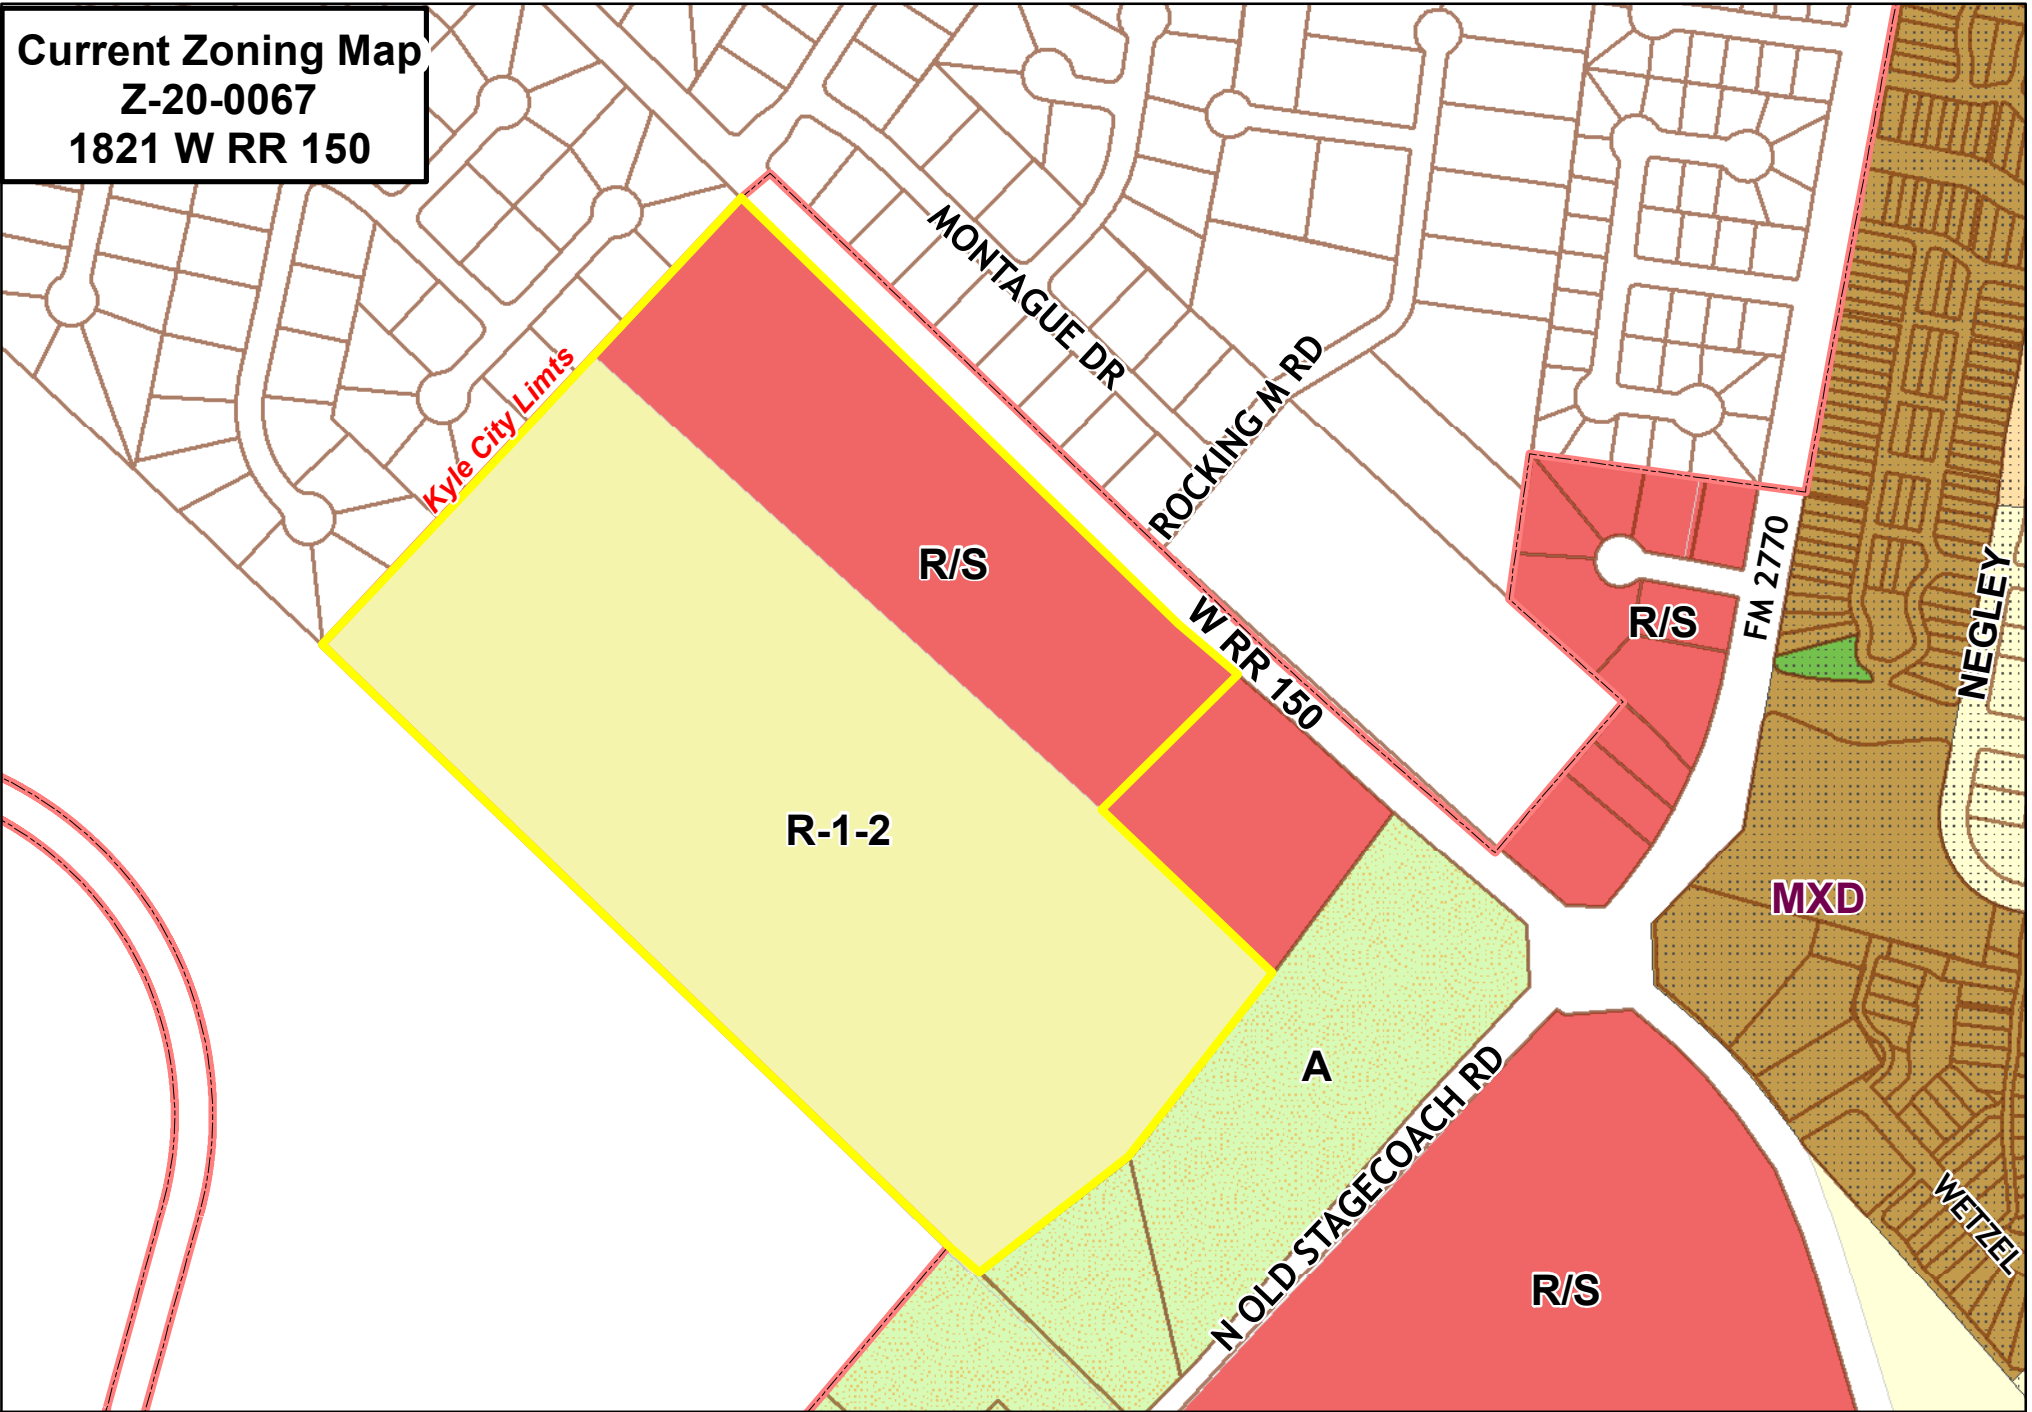 Current Zoning Map
Z-20-0067
1821 W RR 150
MONTAGUE DR
ROCKING M RD
Kyle City Limts
R/S
W RR 150
R/S
FM 2770
NEGLEY
R-1-2
MXD
A
N OLD STAGECOACH RD
WETZEL
R/S